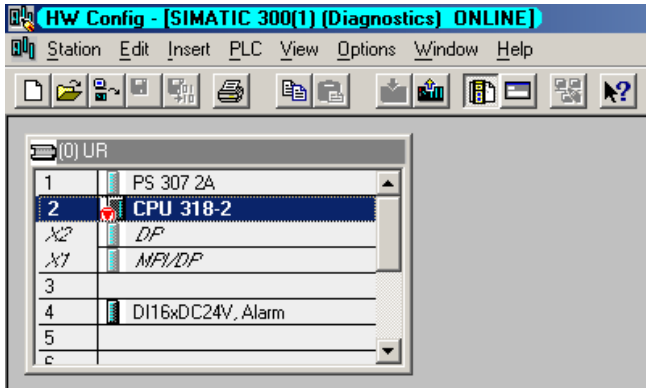 HW Config - [SIMATIC 300(1) (Diagnostics) ONLINE]
Station Edit Insert PLC View Options Window Help
(0) UR
1 PS 307 2A
2 CPU 318-2
X2 DP
X1 MPI/DP
3
4 DI16xDC24V, Alarm
5